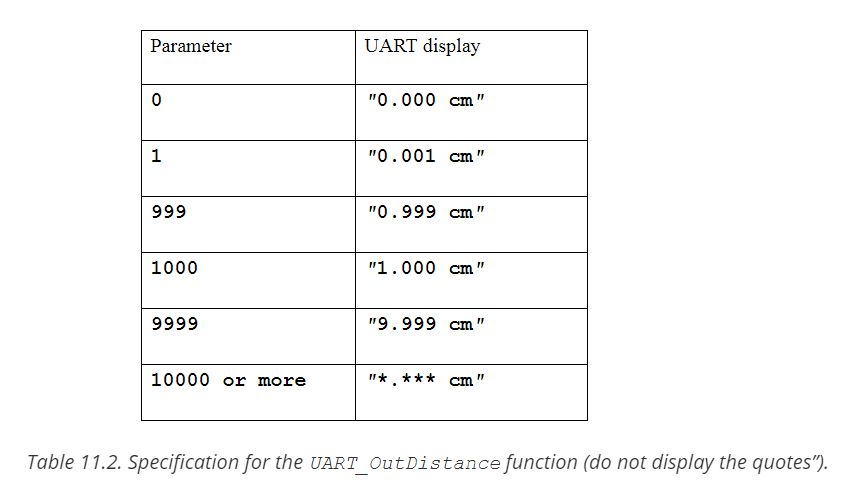 Parameter UART display
0 "0.000 cm"
1 "0.001 cm"
999 "0.999 cm"
1000 "1.000 cm"
9999 "9.999 cm"
10000 or more "*.*** cm"
Table 11.2. Specification for the UART_OutDistance function (do not display the quotes”).